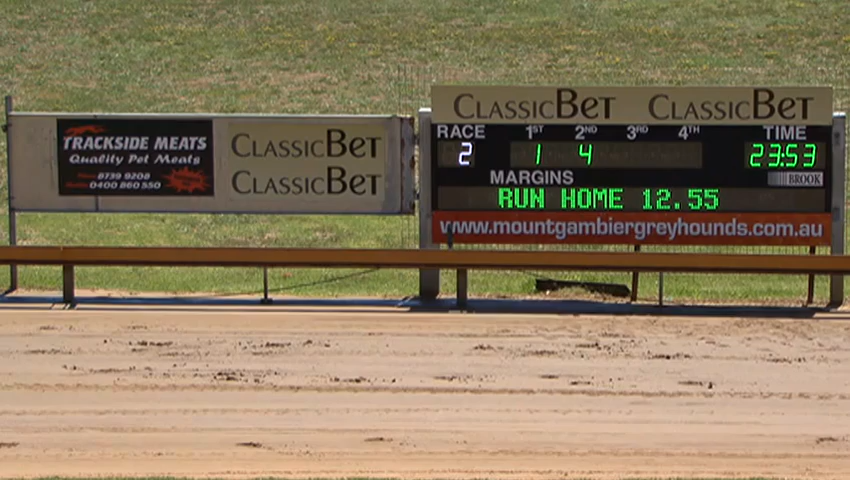 TRACKSIDE MEATS
Quality Pet Meats
8739 9208
0400 860 550
CLASSICBET
CLASSICBET
CLASSICBET CLASSICBET
RACE 1ST 2ND 3RD 4TH TIME
2 1 4 23:53
MARGINS BROOK
RUN HOME 12.55
www.mountgambiergreyhounds.com.au